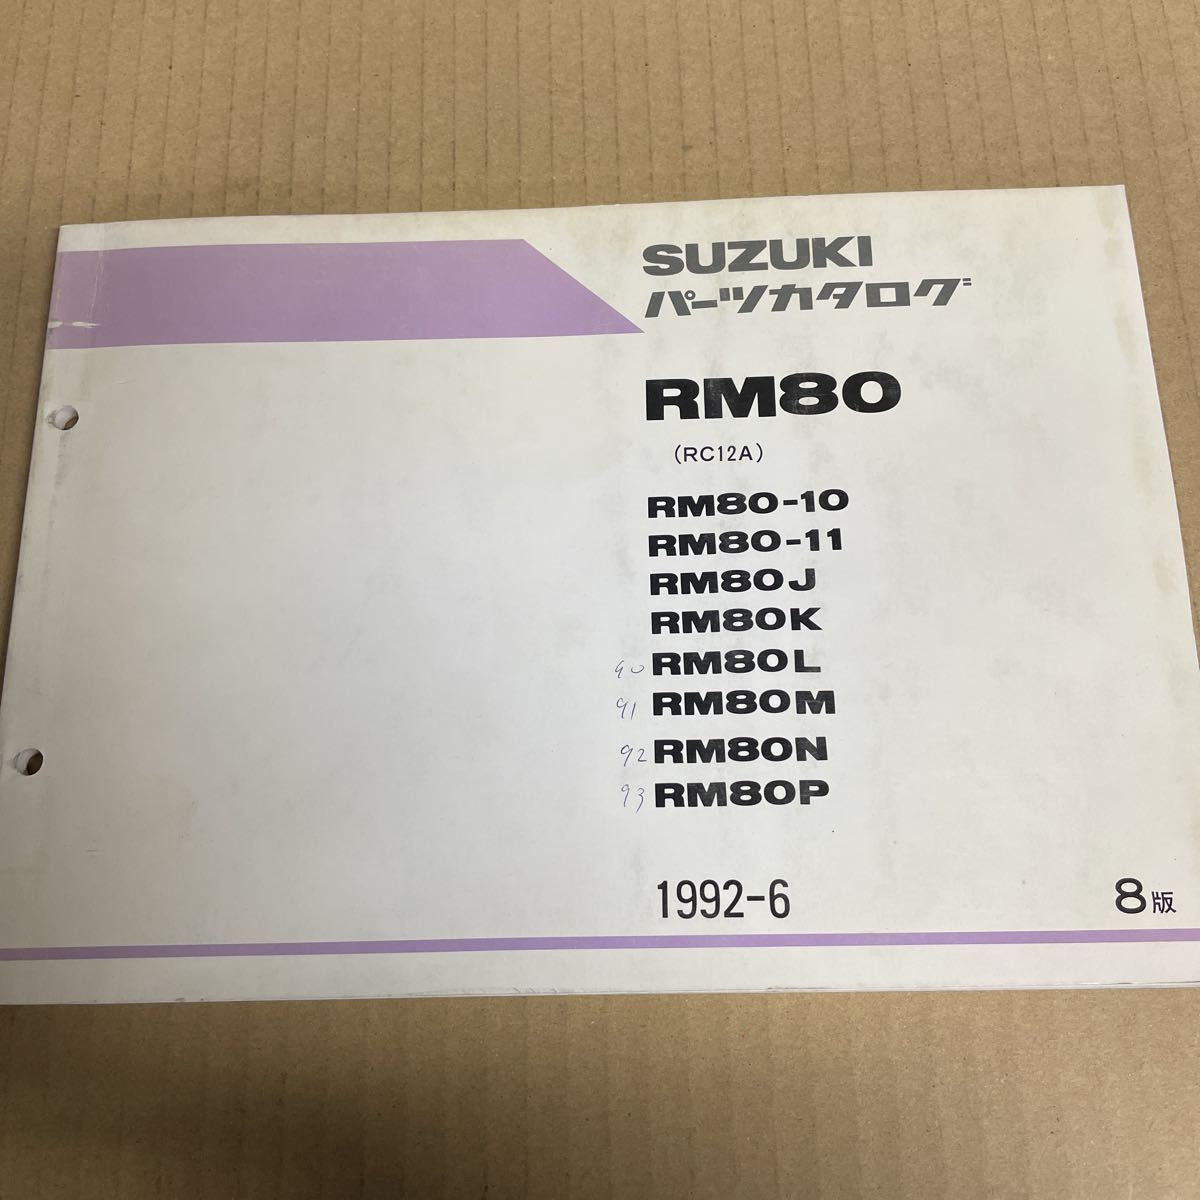 SUZUKI
パーツカタログ
RM80
(RC12A)
RM80-10
RM80-11
RM80J
RM80K
90 RM80L
91 RM80M
92 RM80N
93 RM80P
1992-6 8版